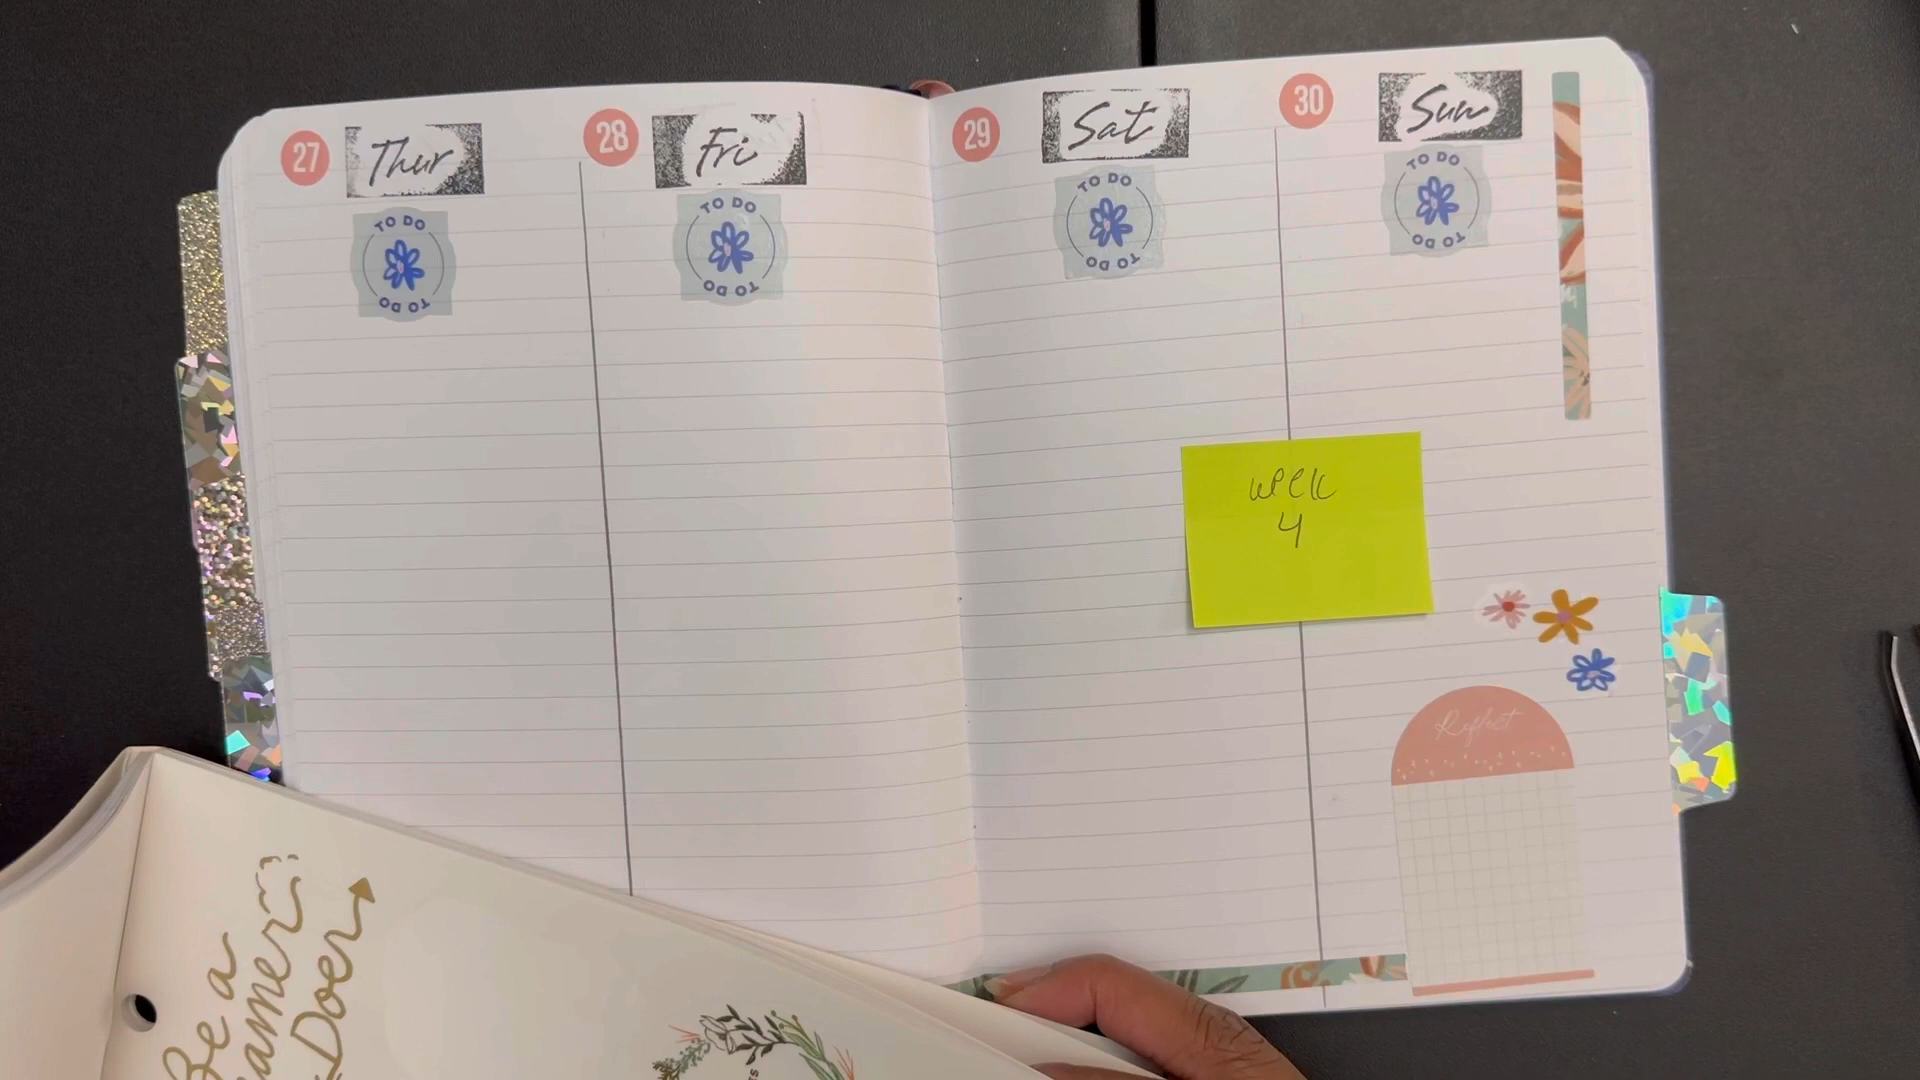 27 Thur
TO DO
TO DO
28 Fri
TO DO
TO DO
29 Sat
TO DO
TO DO
30 Sun
TO DO
TO DO
week
4
Reflect
Be a
Doer